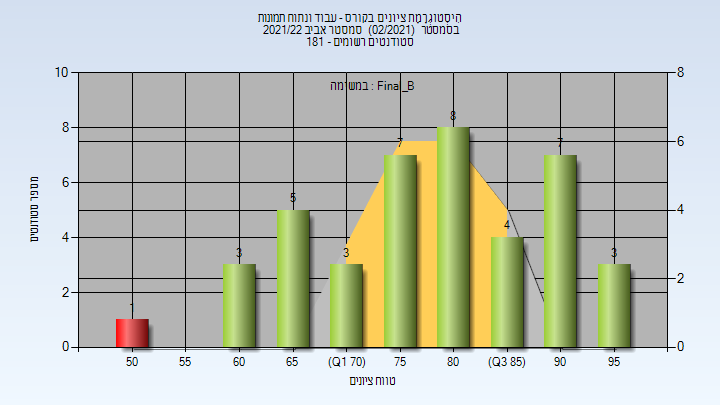 היסטוגרמת ציונים בקורס - עבוד ונתוח תמונות
בסמסטר (02/2021) סמסטר אביב 2021/22
סטודנטים רשומים - 181
במשימה : Final_B
10 8 6 4 2 0
8 6 4 2 0
1 3 5 3 7 8 4 7 3
מספר סטודנטים
50 55 60 65 (Q1 70) 75 80 (Q3 85) 90 95
טווח ציונים